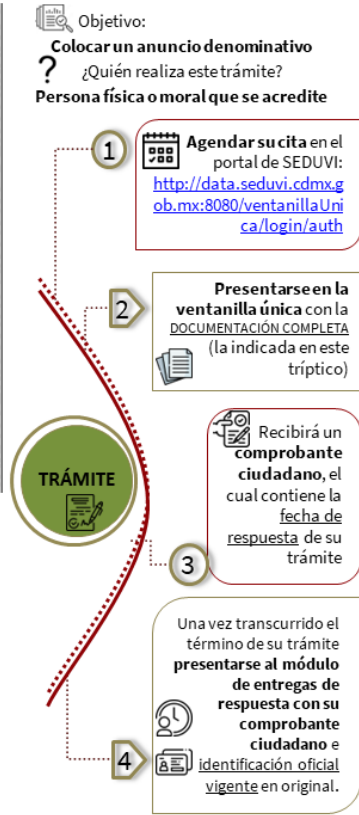 Objetivo:
Colocar un anuncio denominativo
? ¿Quién realiza este trámite?
Persona física o moral que se acredite
1
Agendar su cita en el
portal de SEDUVI:
http://data.seduvi.cdmx.g
ob.mx:8080/ventanillaUni
ca/login/auth
2
Presentarse en la
ventanilla única con la
DOCUMENTACIÓN COMPLETA
(la indicada en este
tríptico)
TRÁMITE
3
Recibirá un
comprobante
ciudadano, el
cual contiene la
fecha de
respuesta de su
trámite
4
Una vez transcurrido el
término de su trámite
presentarse al módulo
de entregas de
respuesta con su
comprobante
ciudadano e
identificación oficial
vigente en original.